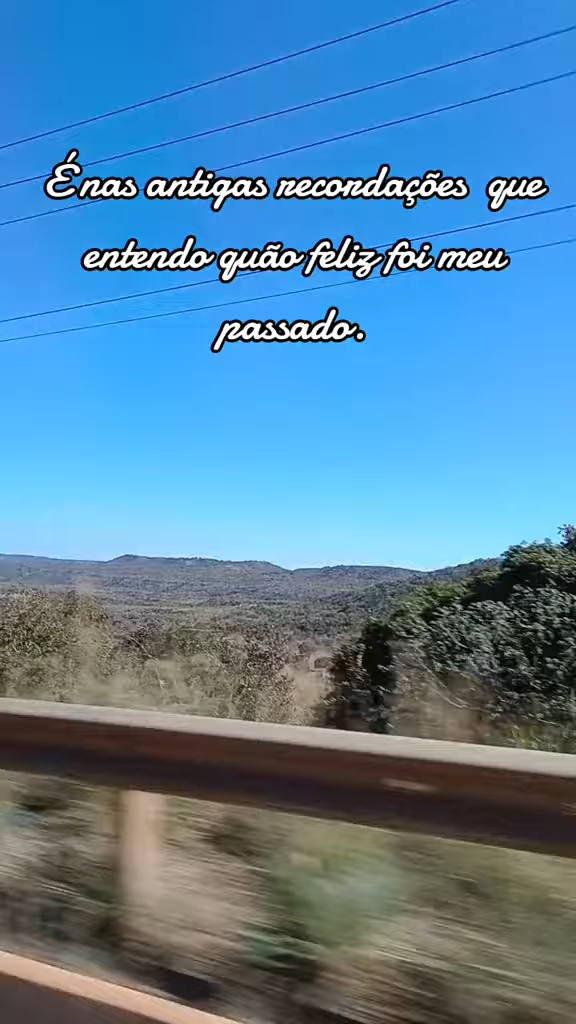 É nas antigas recordações que
entendo quão feliz foi meu
passado.